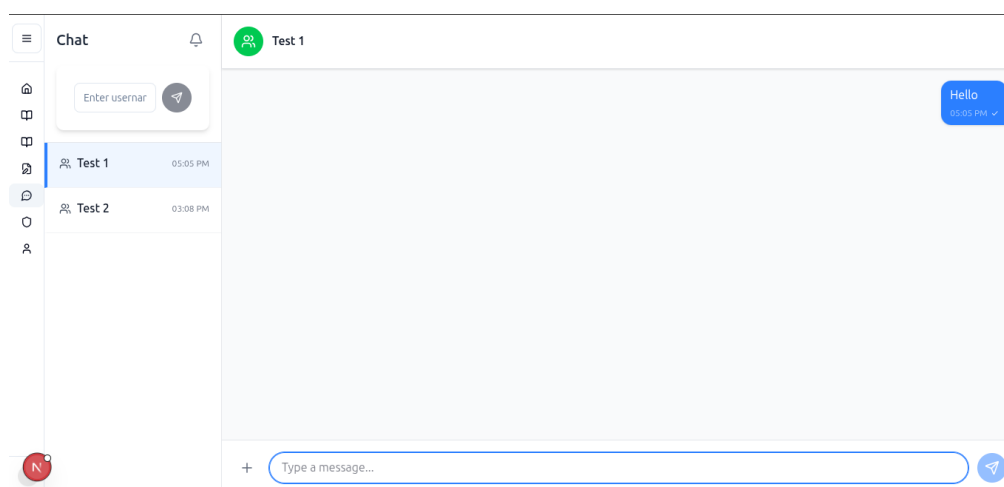 Chat
Enter usernar
Test 1
05:05 PM
Test 2
03:08 PM
N
Test 1
Hello
05:05 PM
Type a message...